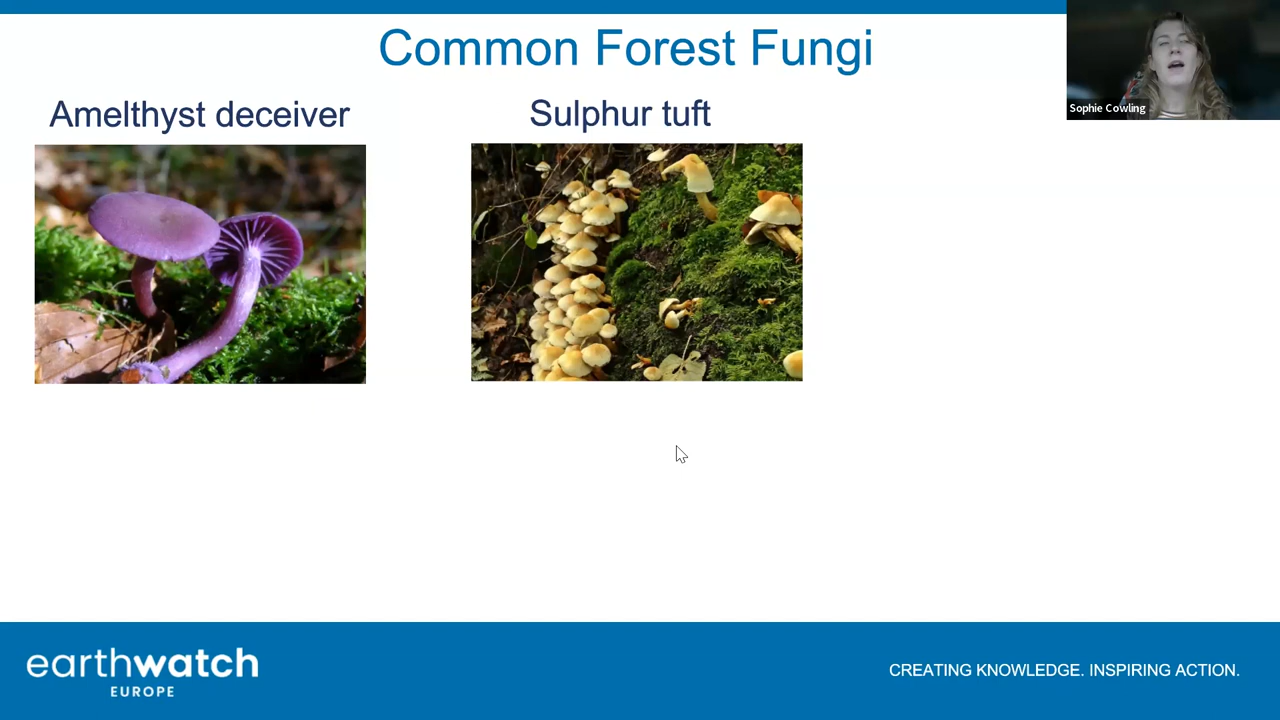 Common Forest Fungi
Sophie Cowling
Amelthyst deceiver
Sulphur tuft
earthwatch
EUROPE
CREATING KNOWLEDGE. INSPIRING ACTION.